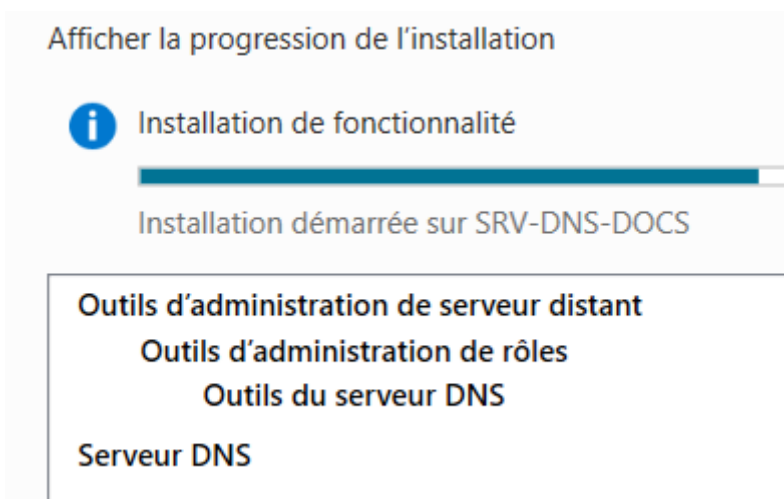 Afficher la progression de l’installation
Installation de fonctionnalité
Installation démarrée sur SRV-DNS-DOCS
Outils d’administration de serveur distant
Outils d’administration de rôles
Outils du serveur DNS
Serveur DNS